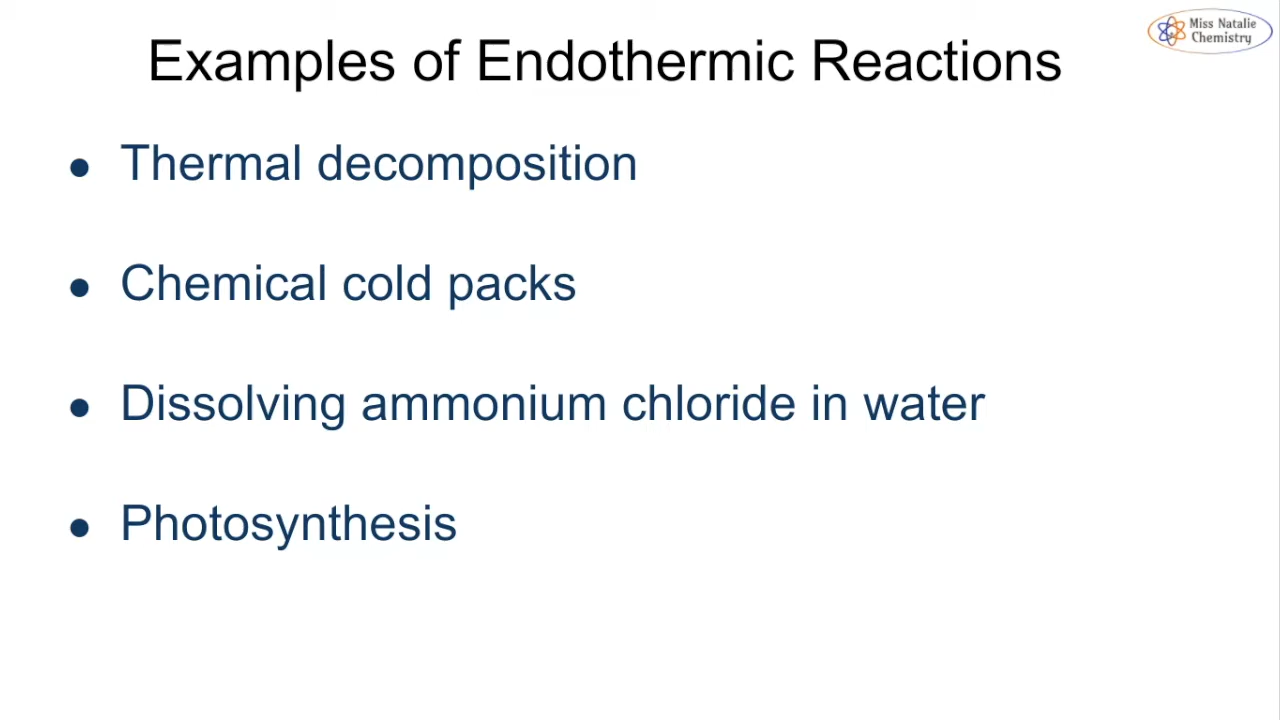 Miss Natalie
Chemistry
Examples of Endothermic Reactions
● Thermal decomposition
● Chemical cold packs
● Dissolving ammonium chloride in water
● Photosynthesis